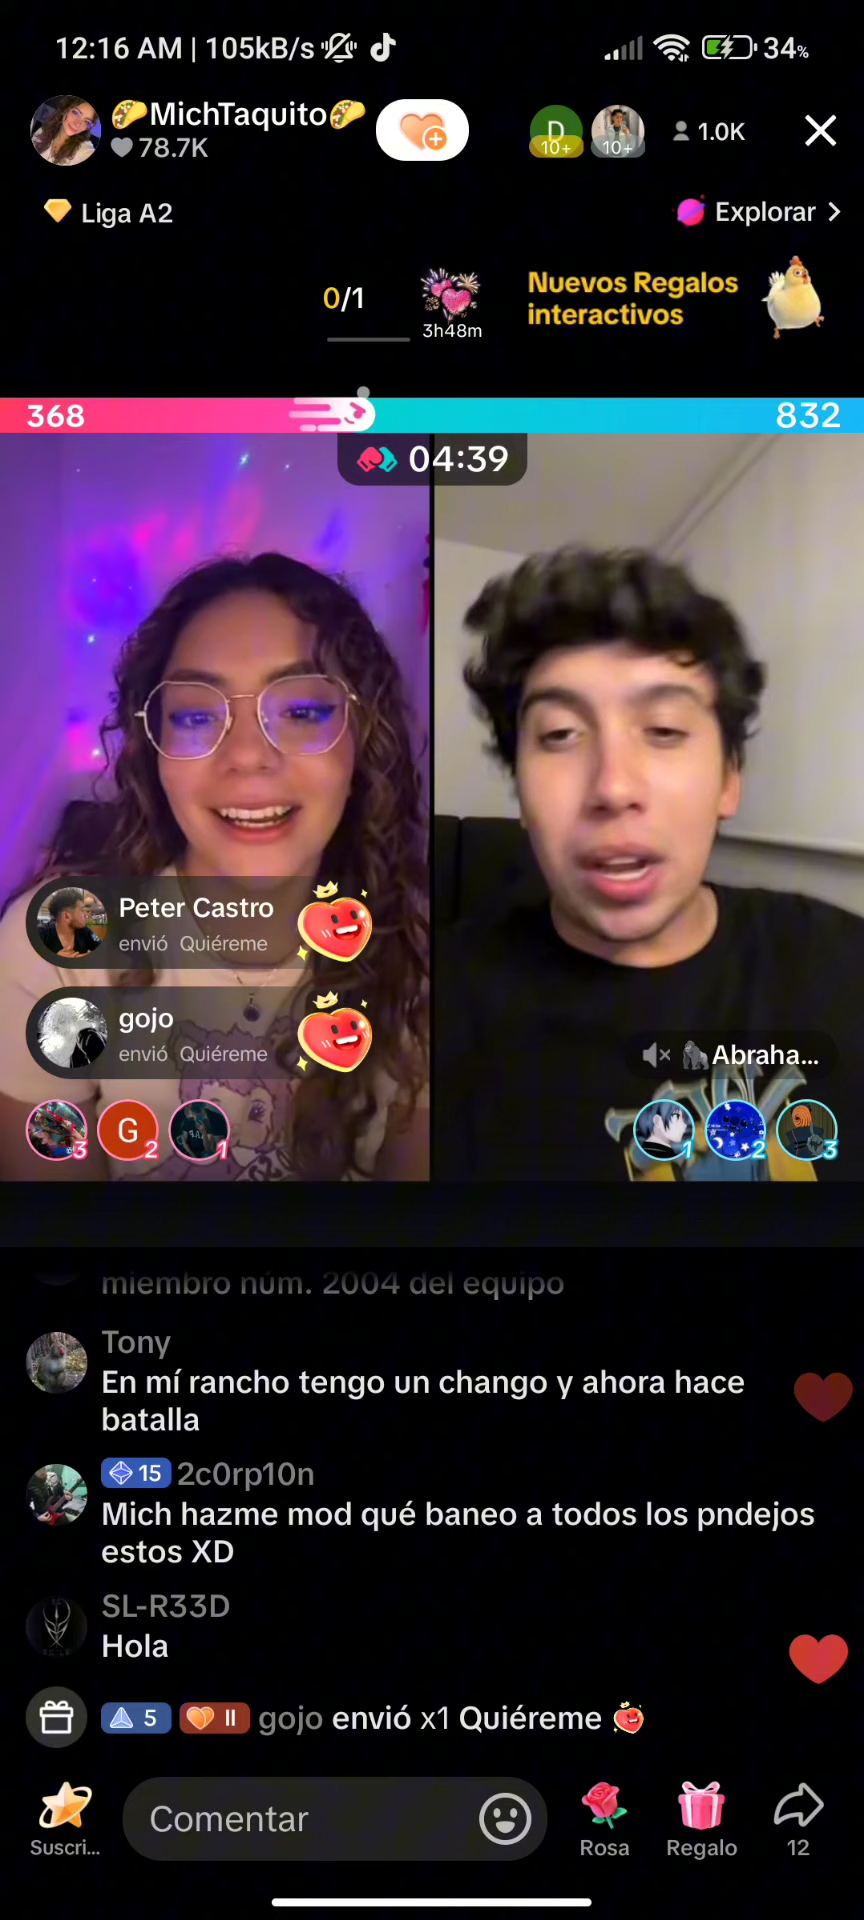 12:16 AM | 105kB/s
34%
🌮MichTaquito🌮
78.7K
D
10+
10+
1.0K
Liga A2
Explorar >
0/1
3h48m
Nuevos Regalos
interactivos
368
832
04:39
Peter Castro
envió Quiéreme
gojo
envió Quiéreme
🦍Abraha...
3
G
2
1
1
2
3
miembro núm. 2004 del equipo
Tony
En mí rancho tengo un chango y ahora hace
batalla
15 2c0rp10n
Mich hazme mod qué baneo a todos los pndejos
estos XD
SL-R33D
Hola
5 II gojo envió x1 Quiéreme
Comentar
Suscri...
Rosa
Regalo
12